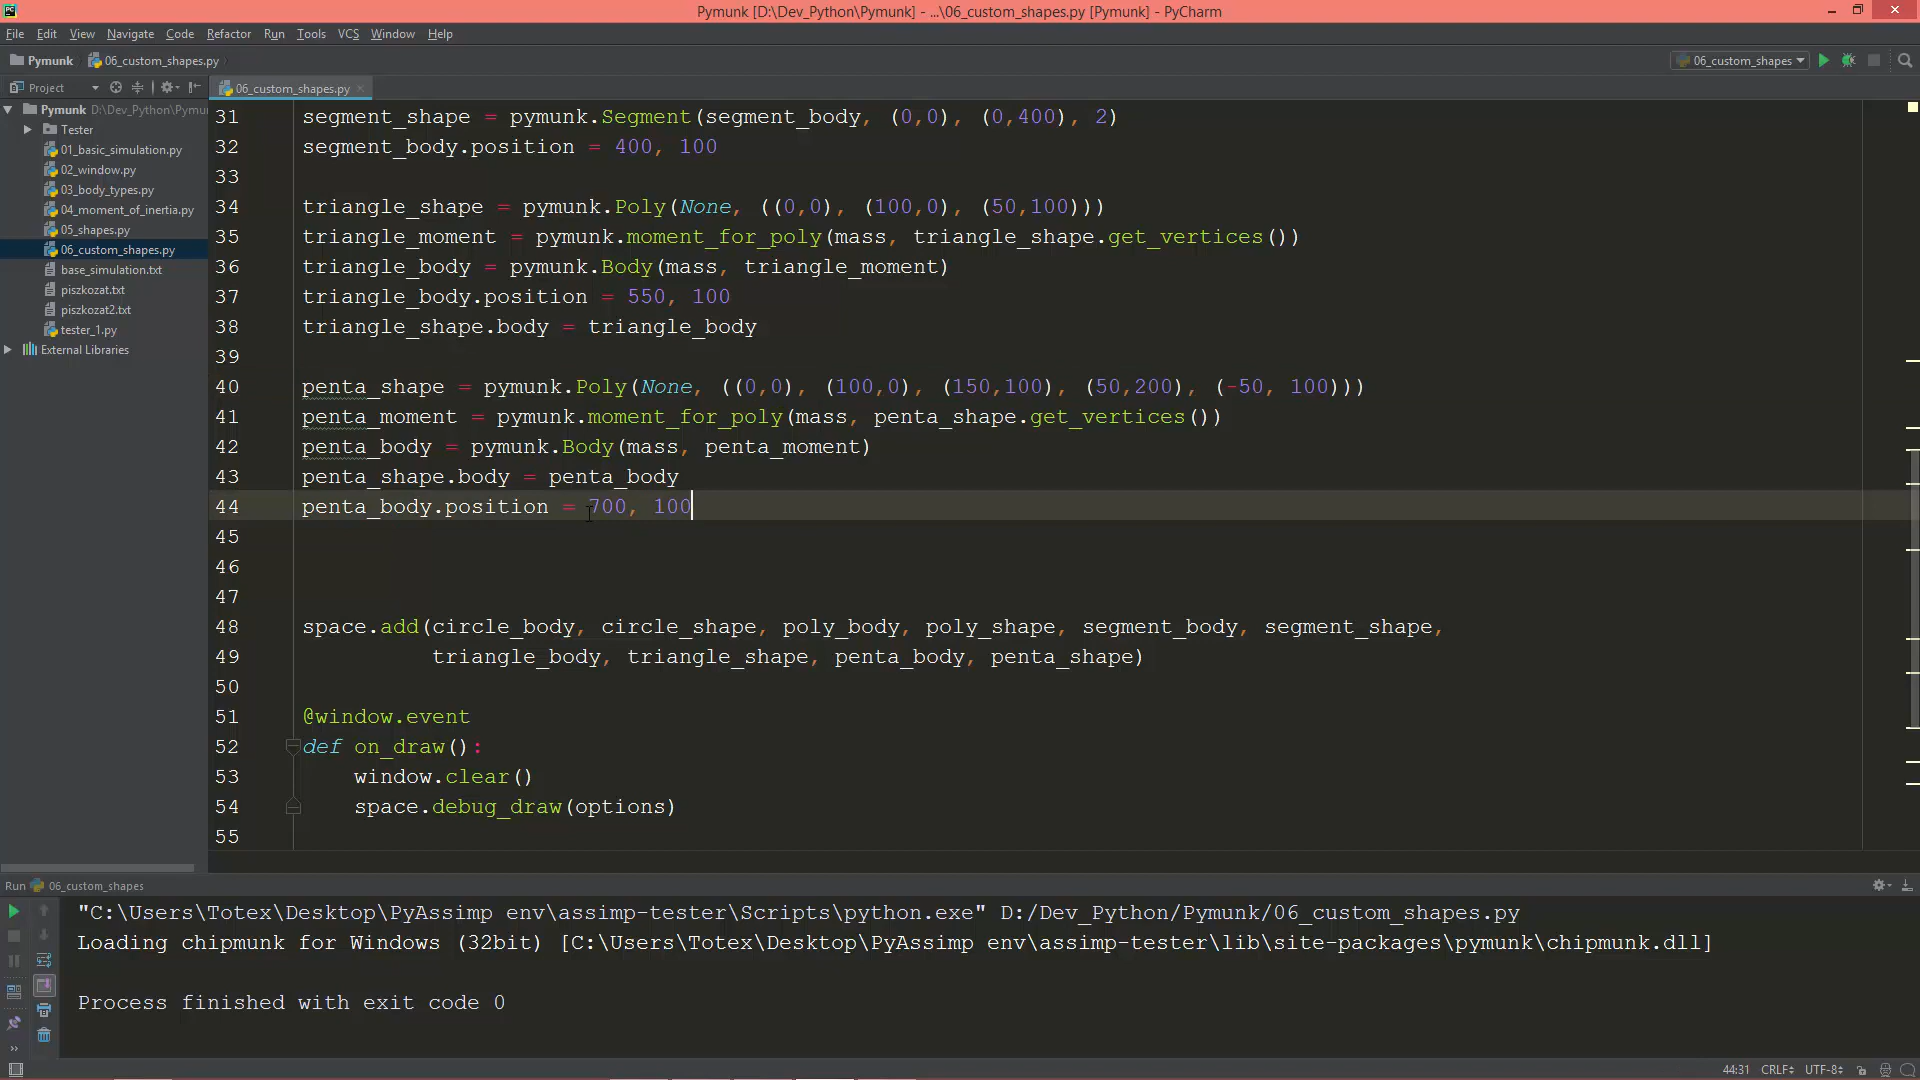 Pymunk [D:\Dev_Python\Pymunk] - ...\06_custom_shapes.py [Pymunk] - PyCharm
File Edit View Navigate Code Refactor Run Tools VCS Window Help
Pymunk 06_custom_shapes.py 06_custom_shapes
Project 06_custom_shapes.py
Pymunk D:\Dev_Python\Pymu
Tester
01_basic_simulation.py
02_window.py
03_body_types.py
04_moment_of_inertia.py
05_shapes.py
06_custom_shapes.py
base_simulation.txt
piszkozat.txt
piszkozat2.txt
tester_1.py
External Libraries
31 segment_shape = pymunk.Segment(segment_body, (0,0), (0,400), 2)
32 segment_body.position = 400, 100
33
34 triangle_shape = pymunk.Poly(None, ((0,0), (100,0), (50,100)))
35 triangle_moment = pymunk.moment_for_poly(mass, triangle_shape.get_vertices())
36 triangle_body = pymunk.Body(mass, triangle_moment)
37 triangle_body.position = 550, 100
38 triangle_shape.body = triangle_body
39
40 penta_shape = pymunk.Poly(None, ((0,0), (100,0), (150,100), (50,200), (-50, 100)))
41 penta_moment = pymunk.moment_for_poly(mass, penta_shape.get_vertices())
42 penta_body = pymunk.Body(mass, penta_moment)
43 penta_shape.body = penta_body
44 penta_body.position = 700, 100
45
46
47
48 space.add(circle_body, circle_shape, poly_body, poly_shape, segment_body, segment_shape,
49 triangle_body, triangle_shape, penta_body, penta_shape)
50
51 @window.event
52 def on_draw():
53 window.clear()
54 space.debug_draw(options)
55
Run 06_custom_shapes
"C:\Users\Totex\Desktop\PyAssimp env\assimp-tester\Scripts\python.exe" D:/Dev_Python/Pymunk/06_custom_shapes.py
Loading chipmunk for Windows (32bit) [C:\Users\Totex\Desktop\PyAssimp env\assimp-tester\lib\site-packages\pymunk\chipmunk.dll]
Process finished with exit code 0
44:31 CRLF UTF-8